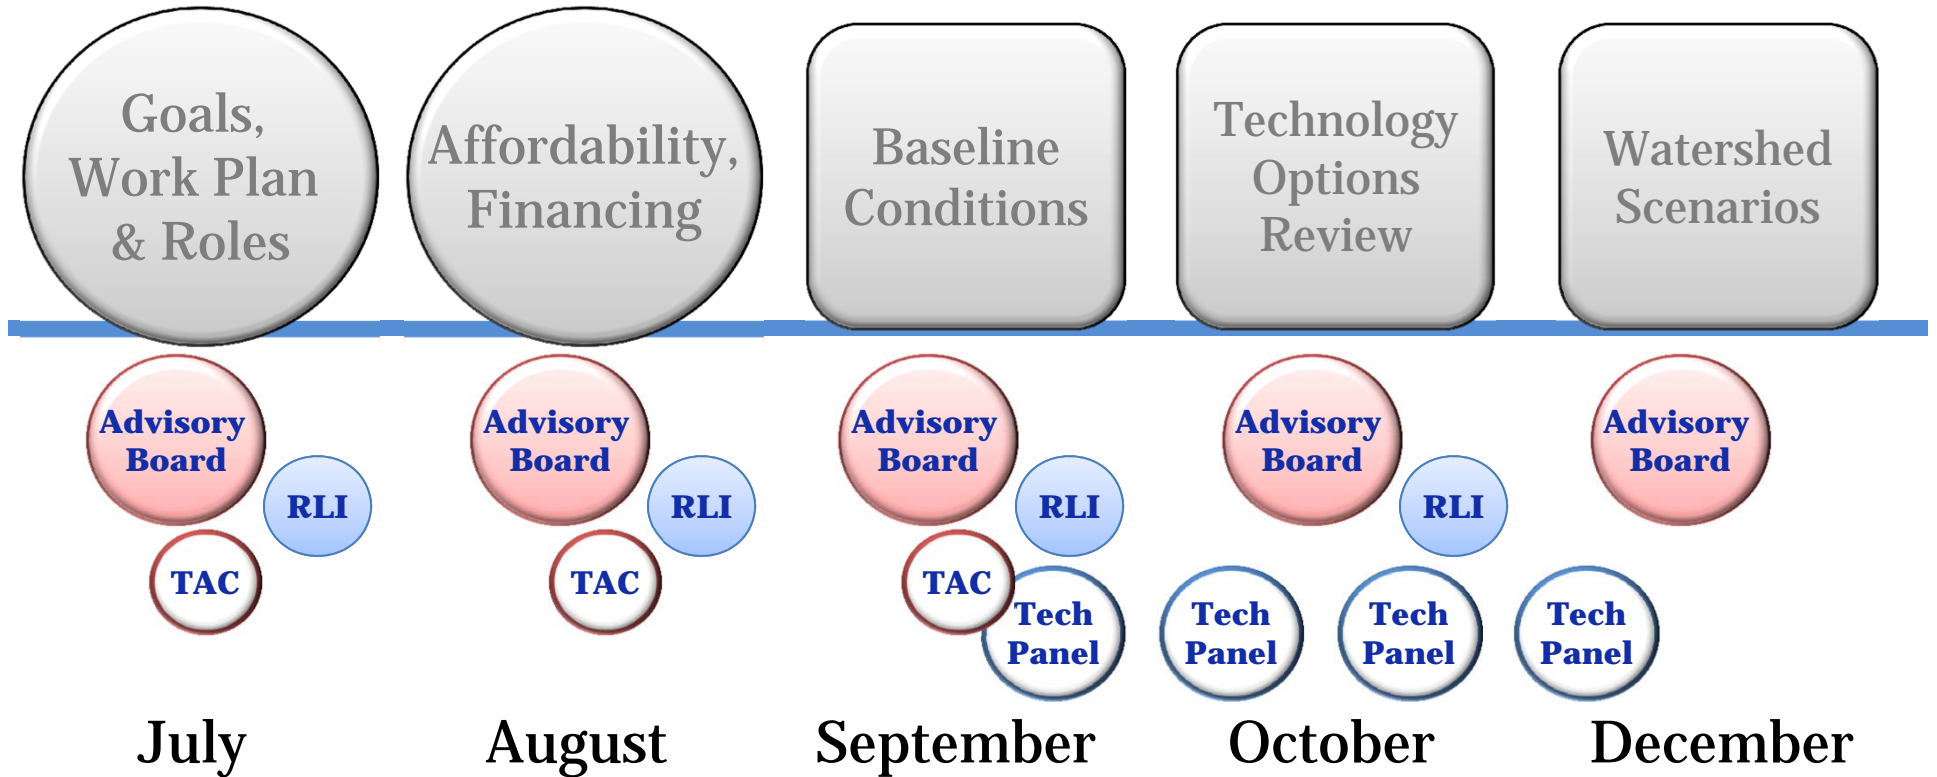 Goals,
Work Plan
& Roles
Affordability,
Financing
Baseline
Conditions
Technology
Options
Review
Watershed
Scenarios
Advisory
Board
RLI
TAC
Advisory
Board
RLI
TAC
Advisory
Board
RLI
TAC
Tech
Panel
Advisory
Board
RLI
Tech
Panel
Tech
Panel
Advisory
Board
Tech
Panel
July
August
September
October
December